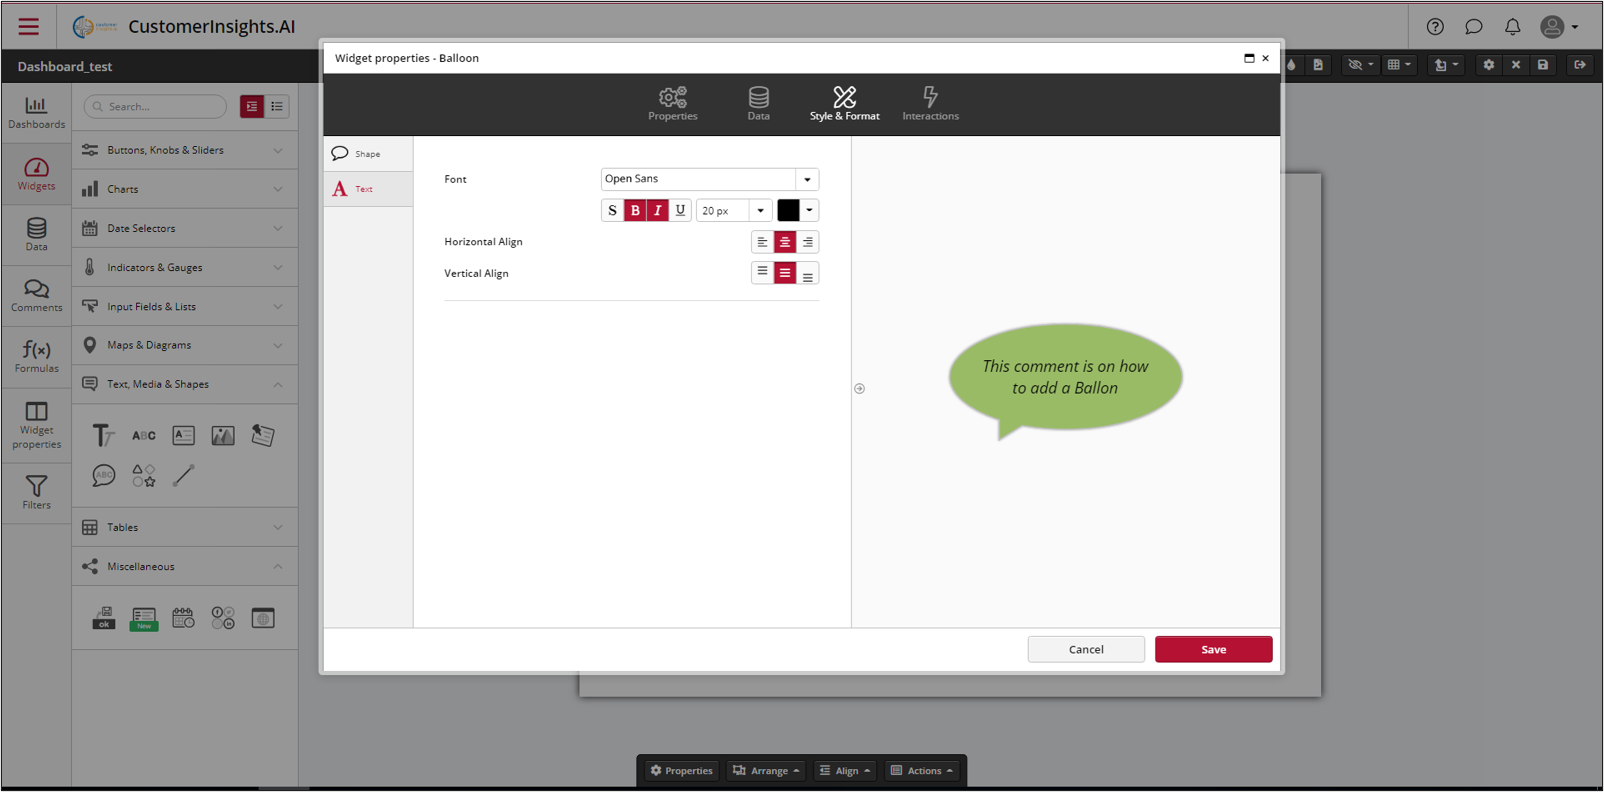 CustomerInsights.AI
Dashboard_test
Dashboards
Widgets
Data
Comments
f(x)
Formulas
Widget
properties
Filters
Search...
Buttons, Knobs & Sliders
Charts
Date Selectors
Indicators & Gauges
Input Fields & Lists
Maps & Diagrams
Text, Media & Shapes
TT
ABC
A
ABC
Tables
Miscellaneous
ok
New
Widget properties - Balloon
Properties
Data
Style & Format
Interactions
Shape
A Text
Font
Open Sans
S B I U 20 px
Horizontal Align
Vertical Align
This comment is on how
to add a Ballon
Cancel
Save
Properties
Arrange
Align
Actions